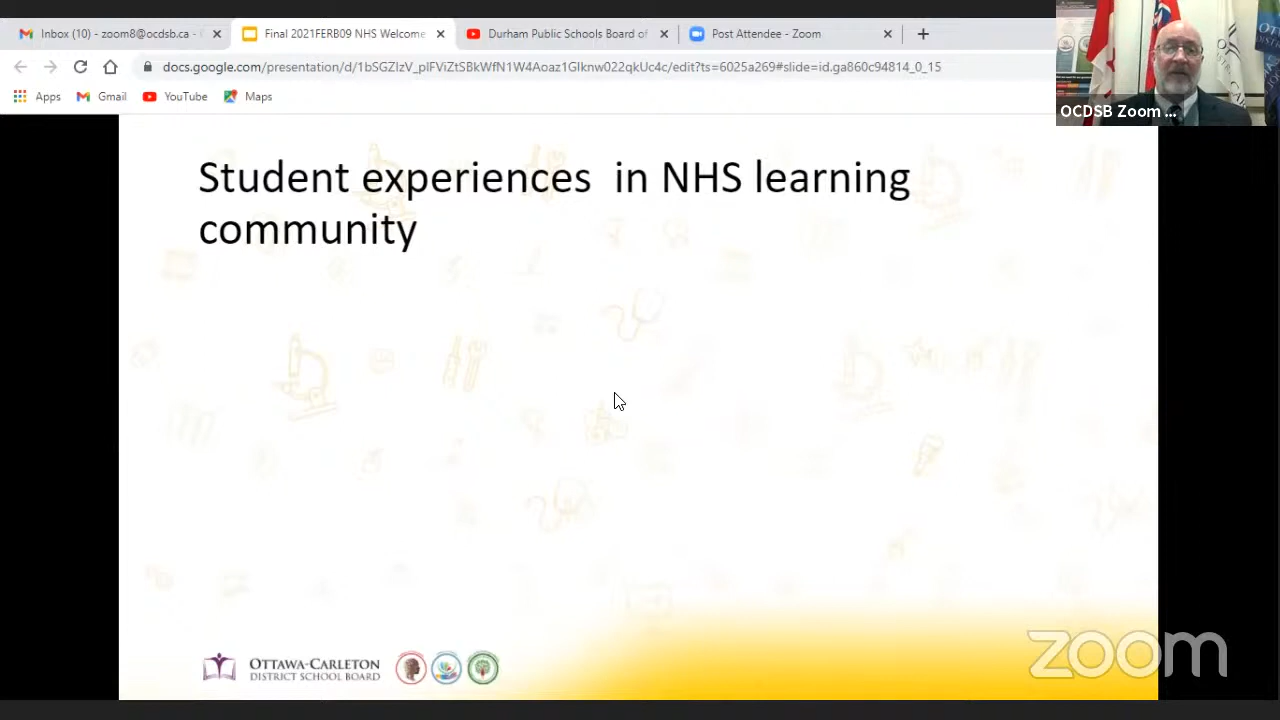 Inbox (10) - zoom8@ocdsb.ca -
Final 2021FERB09 NHS Welcome
Durham Public Schools Board of
Post Attendee - Zoom
docs.google.com/presentation/d/1bSGZIzV_pIFViZtSBkWfN1W4Aoaz1GIknw022qkUc4c/edit?ts=6025a269#slide=id.ga860c94814_0_15
Apps
Gmail
YouTube
Maps
OCDSB Zoom ...
Student experiences in NHS learning
community
OTTAWA-CARLETON
DISTRICT SCHOOL BOARD
zoom